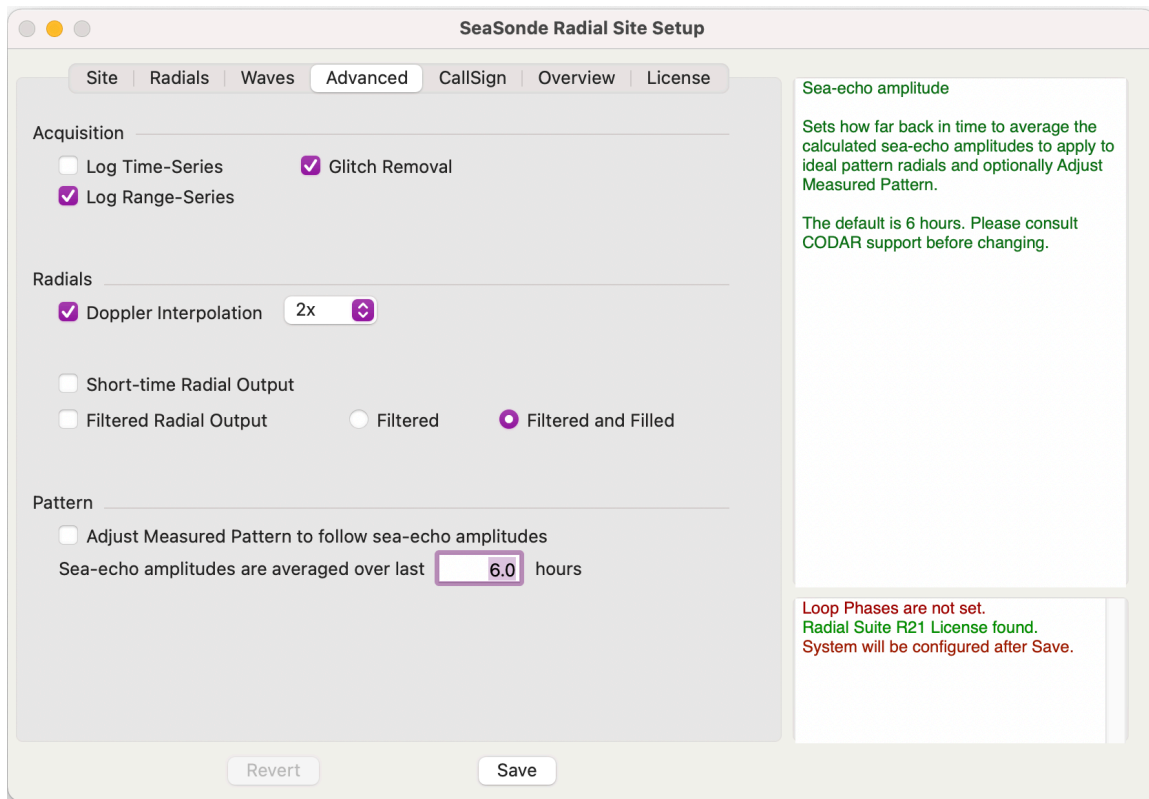 SeaSonde Radial Site Setup
Site Radials Waves Advanced CallSign Overview License
Acquisition
Log Time-Series Glitch Removal
Log Range-Series
Radials
Doppler Interpolation 2x
Short-time Radial Output
Filtered Radial Output Filtered Filtered and Filled
Pattern
Adjust Measured Pattern to follow sea-echo amplitudes
Sea-echo amplitudes are averaged over last 6.0 hours
Revert Save
Sea-echo amplitude
Sets how far back in time to average the
calculated sea-echo amplitudes to apply to
ideal pattern radials and optionally Adjust
Measured Pattern.
The default is 6 hours. Please consult
CODAR support before changing.
Loop Phases are not set.
Radial Suite R21 License found.
System will be configured after Save.